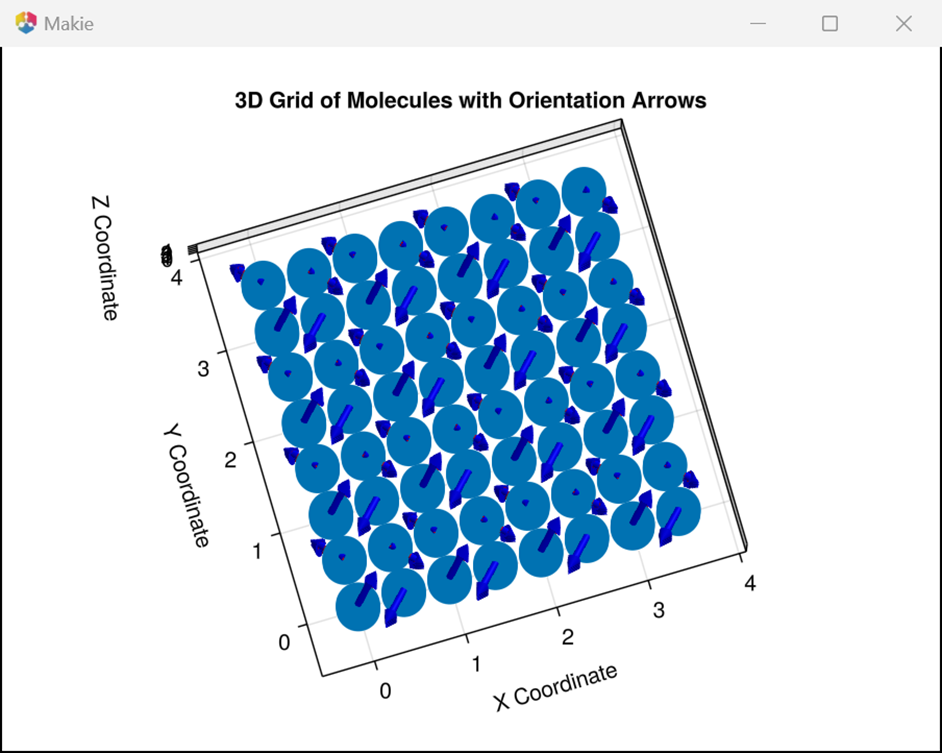 Makie
3D Grid of Molecules with Orientation Arrows
Z Coordinate
4
3
2
1
0
Y Coordinate
0
1
2
3
4
X Coordinate